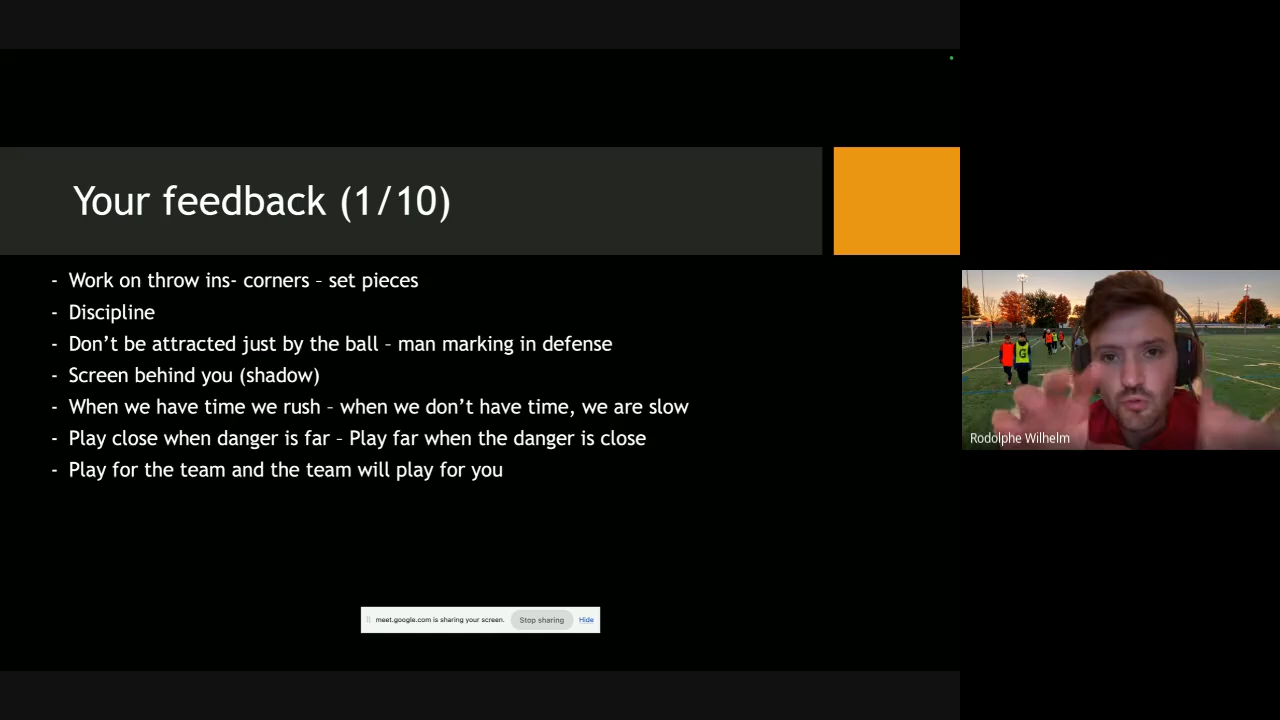 Your feedback (1/10)
- Work on throw ins- corners – set pieces
- Discipline
- Don’t be attracted just by the ball – man marking in defense
- Screen behind you (shadow)
- When we have time we rush – when we don’t have time, we are slow
- Play close when danger is far – Play far when the danger is close
- Play for the team and the team will play for you
G
Rodolphe Wilhelm
meet.google.com is sharing your screen. Stop sharing Hide